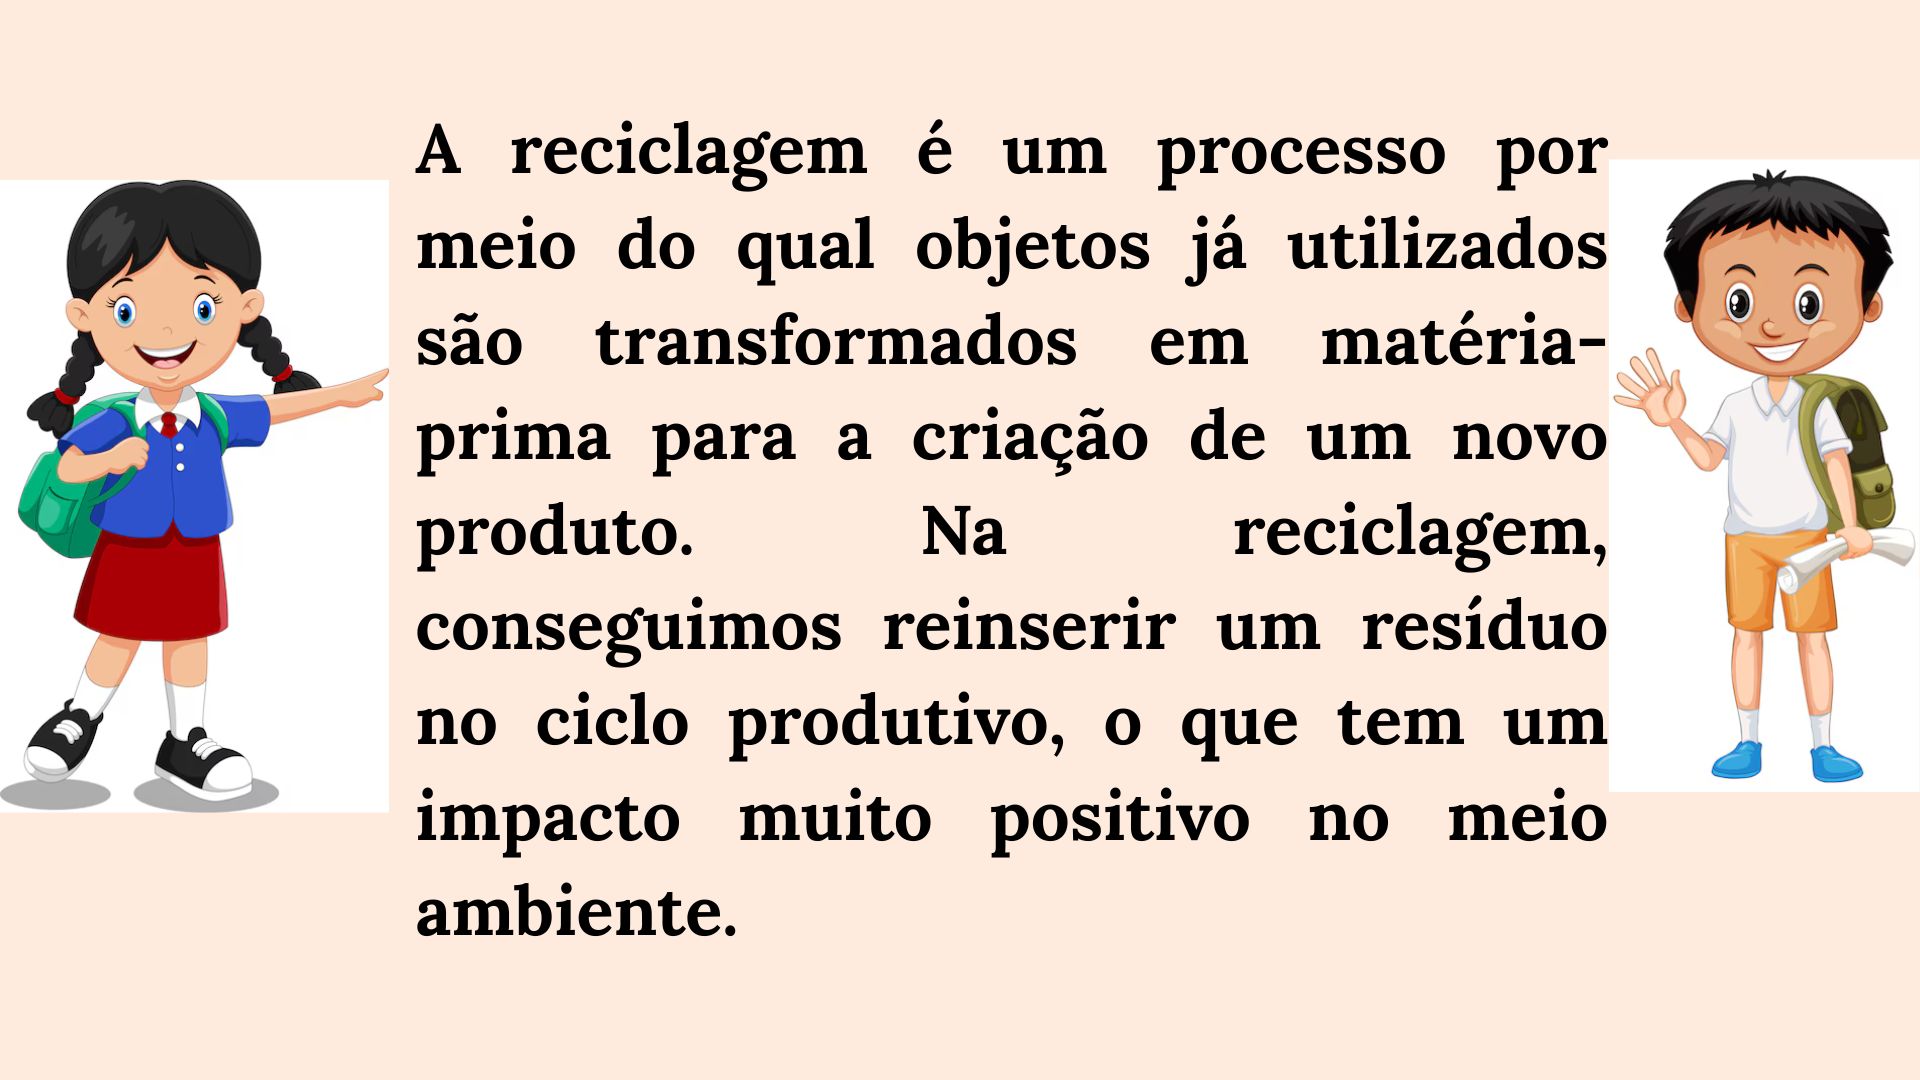 A reciclagem é um processo por
meio do qual objetos já utilizados
são transformados em matéria-
prima para a criação de um novo
produto. Na reciclagem,
conseguimos reinserir um resíduo
no ciclo produtivo, o que tem um
impacto muito positivo no meio
ambiente.